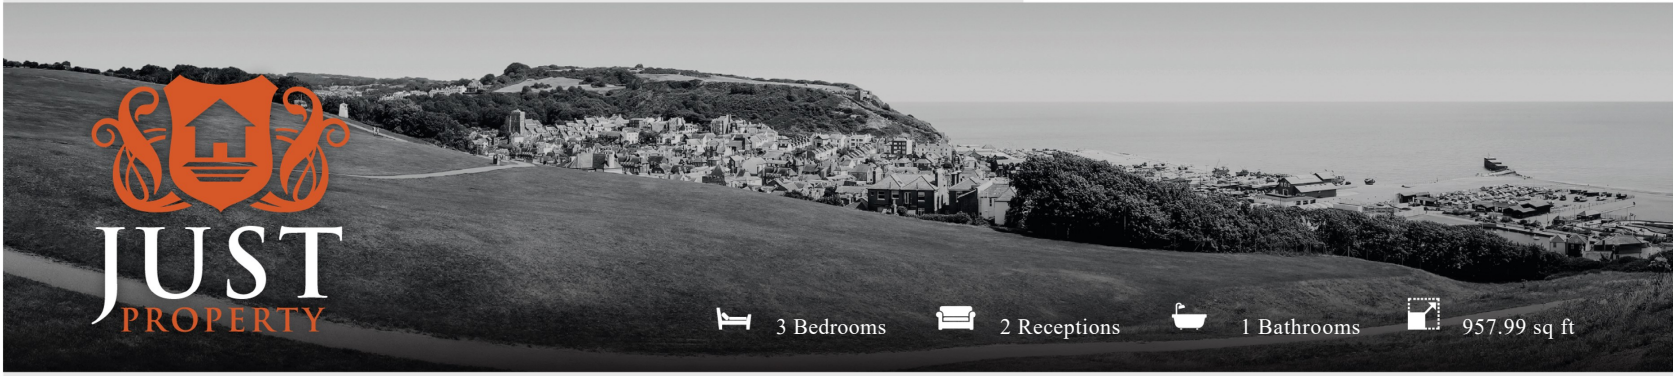 JUST
PROPERTY
3 Bedrooms
2 Receptions
1 Bathrooms
957.99 sq ft